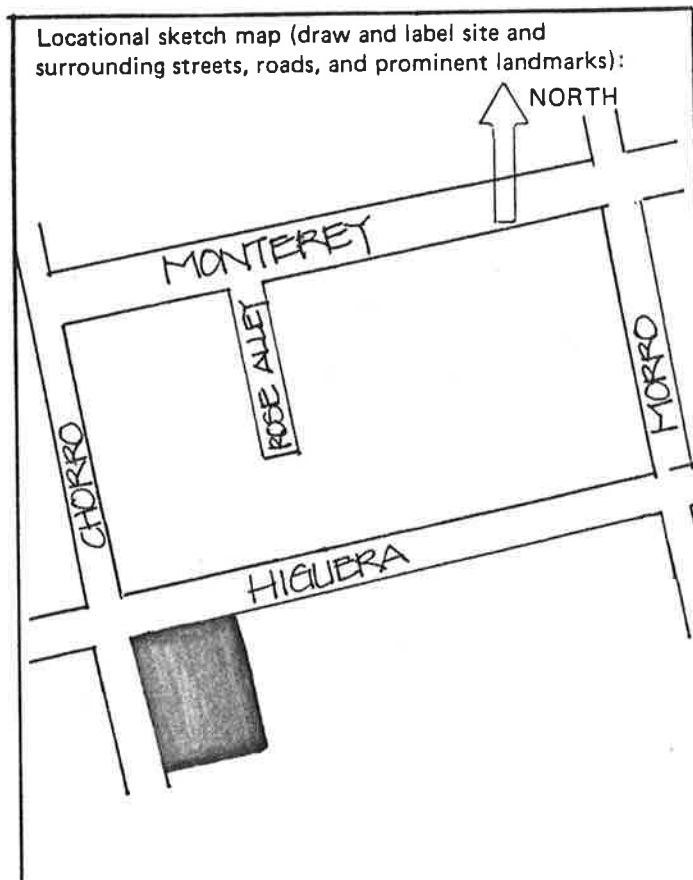 Locational sketch map (draw and label site and
surrounding streets, roads, and prominent landmarks):
NORTH
MONTEREY
ROSE ALLEY
MORRO
CHORRO
HIGUERA